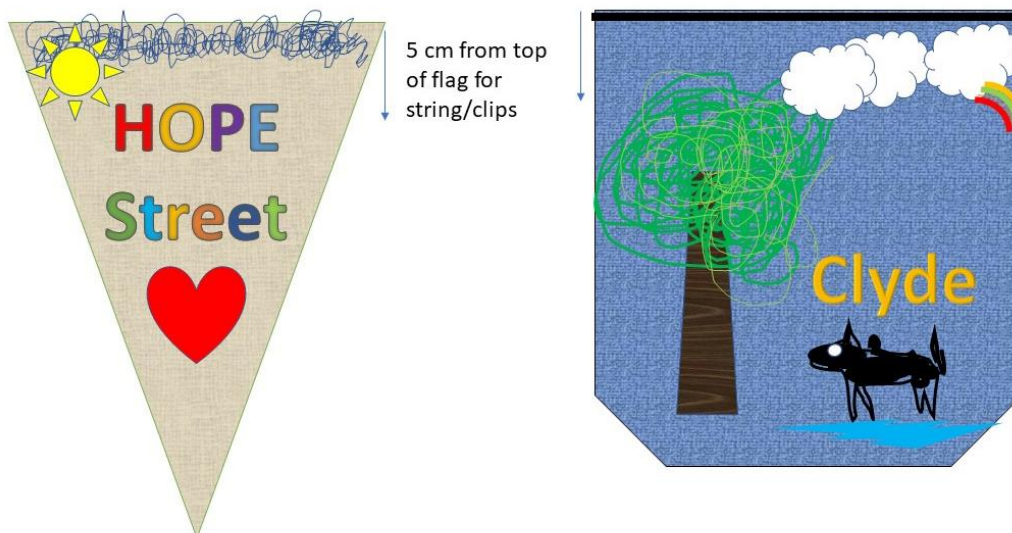 HOPE
Street
5 cm from top
of flag for
string/clips
Clyde